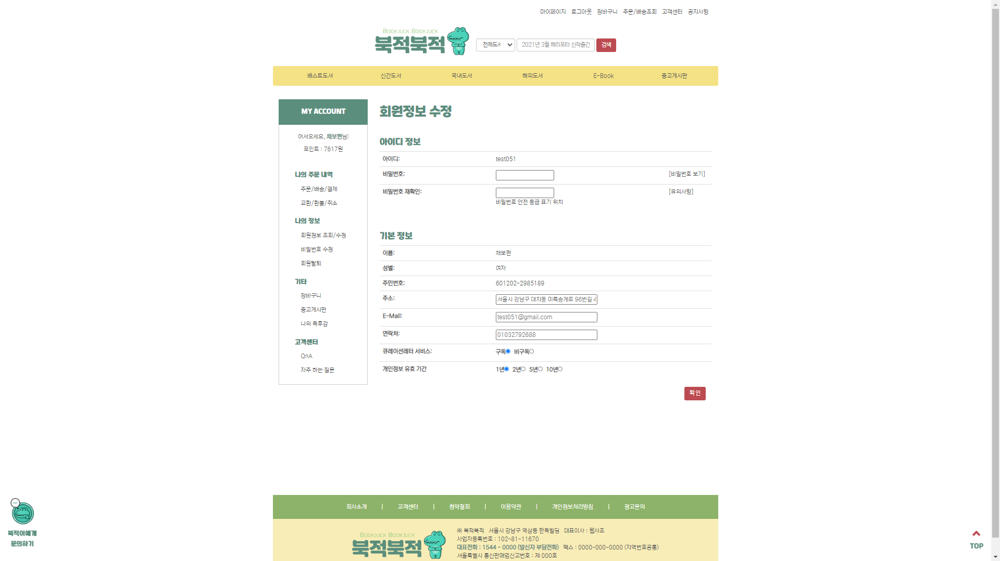 마이페이지 로그아웃 장바구니 주문/배송조회 고객센터 공지사항
BOOKJUCK BOOKJUCK
북적북적
전체도서 2021년 3월 해리포터 신작출간 검색
베스트도서 신간도서 국내도서 해외도서 E-Book 중고게시판
MY ACCOUNT
어서오세요, 채보현님!
포인트 : 7617원
나의 주문 내역
주문/배송/결제
교환/환불/취소
나의 정보
회원정보 조회/수정
비밀번호 수정
회원탈퇴
기타
장바구니
중고게시판
나의 독후감
고객센터
QnA
자주 하는 질문
회원정보 수정
아이디 정보
아이디: test051
비밀번호: [비밀번호 보기]
비밀번호 재확인: [유의사항]
비밀번호 안전 등급 표기 위치
기본 정보
이름: 채보현
성별: 여자
주민번호: 601202-2985189
주소: 서울시 강남구 대치동 미특송계로 96번길 4
E-Mail: test051@gmail.com
연락처: 01032792688
큐레이션레터 서비스: 구독 비구독
개인정보 유효 기간 1년 2년 5년 10년
확인
북적이에게
문의하기
회사소개 | 고객센터 | 청약철회 | 이용약관 | 개인정보처리방침 | 광고문의
BOOKJUCK BOOKJUCK
북적북적
㈜ 북적북적 서울시 강남구 역삼동 한독빌딩 대표이사 : 웹사조
사업자등록번호 : 102-81-11670
대표전화 : 1544 - 0000 (발신자 부담전화) 팩스 : 0000-000-0000 (지역번호공통)
서울특별시 통신판매업신고번호 : 제 000호
TOP